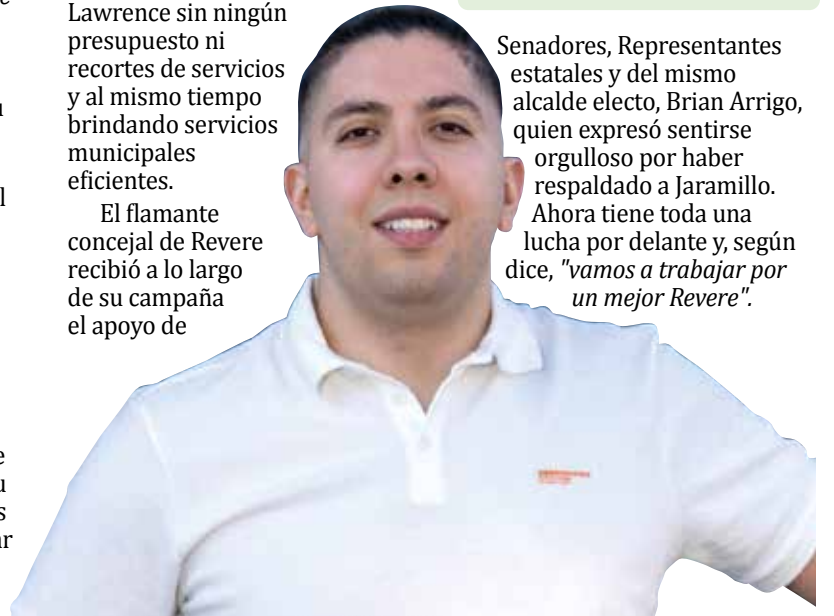 Lawrence sin ningún
presupuesto ni
recortes de servicios
y al mismo tiempo
brindando servicios
municipales
eficientes.
El flamante
concejal de Revere
recibió a lo largo
de su campaña
el apoyo de
Senadores, Representantes
estatales y del mismo
alcalde electo, Brian Arrigo,
quien expresó sentirse
orgulloso por haber
respaldado a Jaramillo.
Ahora tiene toda una
lucha por delante y, según
dice, "vamos a trabajar por
un mejor Revere".